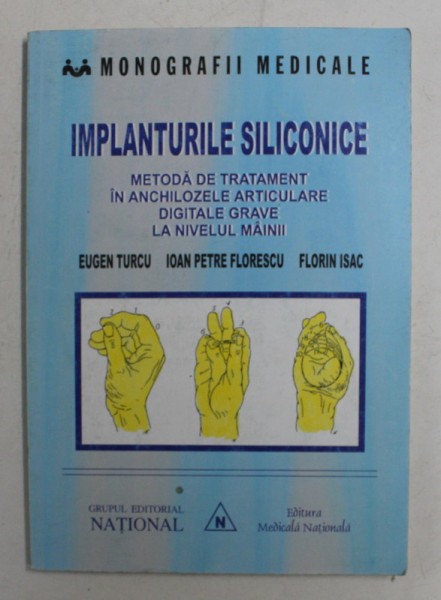 MONOGRAFII MEDICALE
IMPLANTURILE SILICONICE
METODĂ DE TRATAMENT
ÎN ANCHILOZELE ARTICULARE
DIGITALE GRAVE
LA NIVELUL MÂINII
EUGEN TURCU IOAN PETRE FLORESCU FLORIN ISAC
GRUPUL EDITORIAL
NAȚIONAL
N
Editura
Medicală Națională